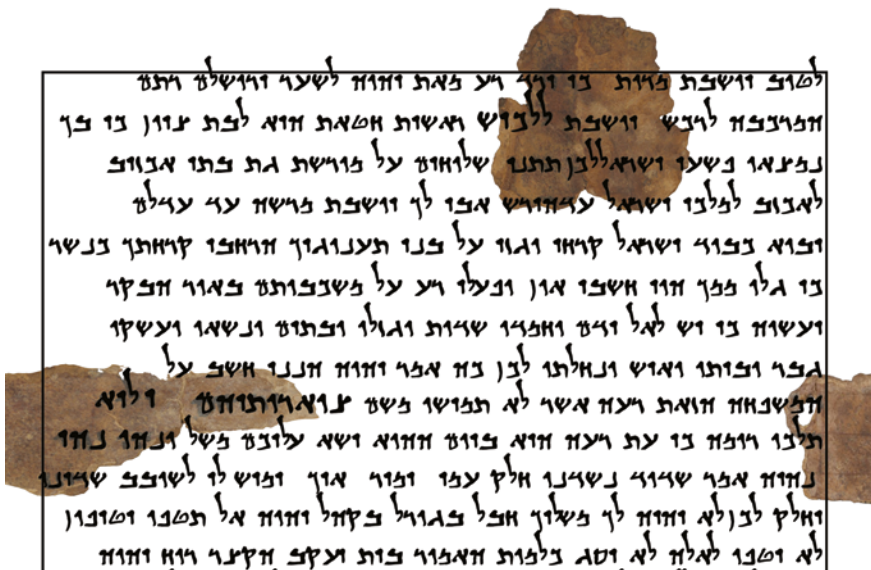 לטוב יושבת מרות כי ירד רע מאת יהוה לשער ירושלם רתם
המרכבה לרכש יושבת ללכיש ראשית חטאת היא לבת ציון כי בך
נמצאו פשעי ישראל לכן תתני שלוחים על מורשת גת בתי אכזיב
לאכזב למלכי ישראל עד היורש אבי לך יושבת מרשה עד עדלם
יבוא כבוד ישראל קרחי וגזי על בני תענוגיך הרחבי קרחתך כנשר
כי גלו ממך הוי חשבי און ופעלי רע על משכבותם באור הבקר
יעשוה כי יש לאל ידם וחמדו שדות וגזלו ובתים ונשאו ועשקו
גבר וביתו ואיש ונחלתו לכן כה אמר יהוה הנני חשב על
המשפחה הזאת רעה אשר לא תמישו משם צוארותיהם ולוא
תלכו רומה כי עת רעה היא ביום ההוא ישא עליכם משל ונהי נהי
נהיה אמר שדוד נשדנו חלק עמי ימיר איך ימיש לי לשובב שדינו
יחלק לכן לא יהיה לך משליך חבל בגורל בקהל יהוה אל תטפו יטיפון
לא יטפו לאלה לא יסג כלמות האמור בית יעקב הקצר רוח יהוה